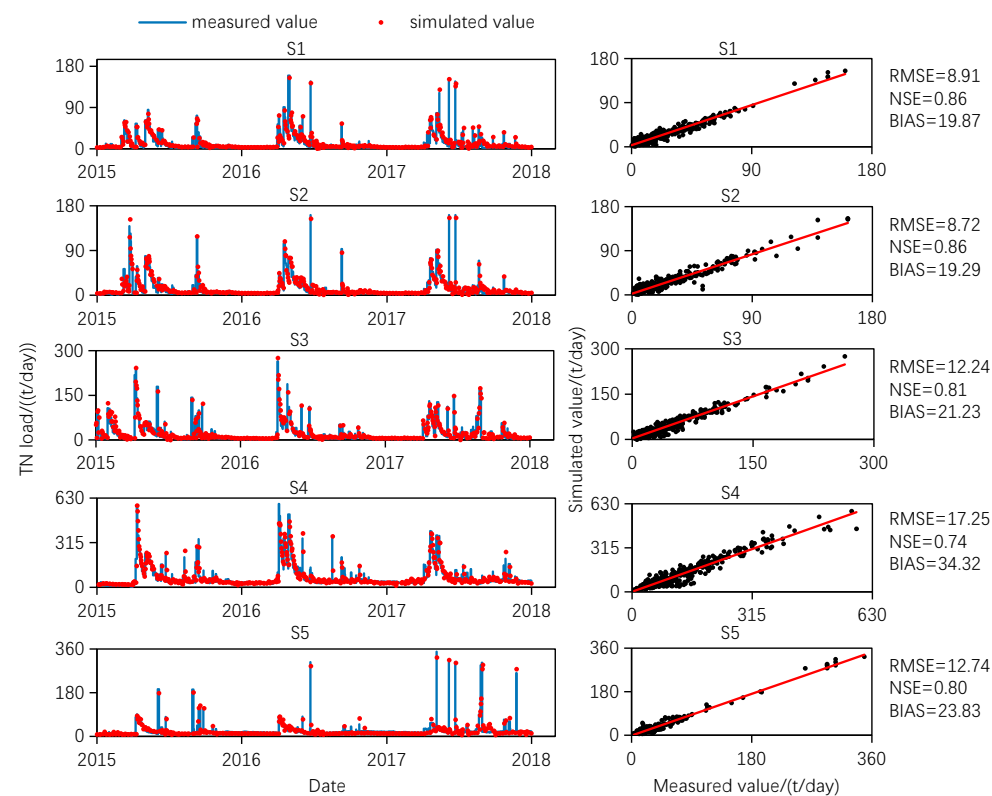 measured value simulated value
S1
180
90
0
2015 2016 2017 2018
S1
180
90
0
0 90 180
RMSE=8.91
NSE=0.86
BIAS=19.87
S2
180
90
0
2015 2016 2017 2018
S2
180
90
0
0 90 180
RMSE=8.72
NSE=0.86
BIAS=19.29
TN load/((t/day))
S3
300
150
0
2015 2016 2017 2018
Simulated value/(t/day)
S3
300
150
0
0 150 300
RMSE=12.24
NSE=0.81
BIAS=21.23
S4
630
315
0
2015 2016 2017 2018
S4
630
315
0
0 315 630
RMSE=17.25
NSE=0.74
BIAS=34.32
S5
360
180
0
2015 2016 2017 2018
Date
S5
360
180
0
0 180 360
Measured value/(t/day)
RMSE=12.74
NSE=0.80
BIAS=23.83